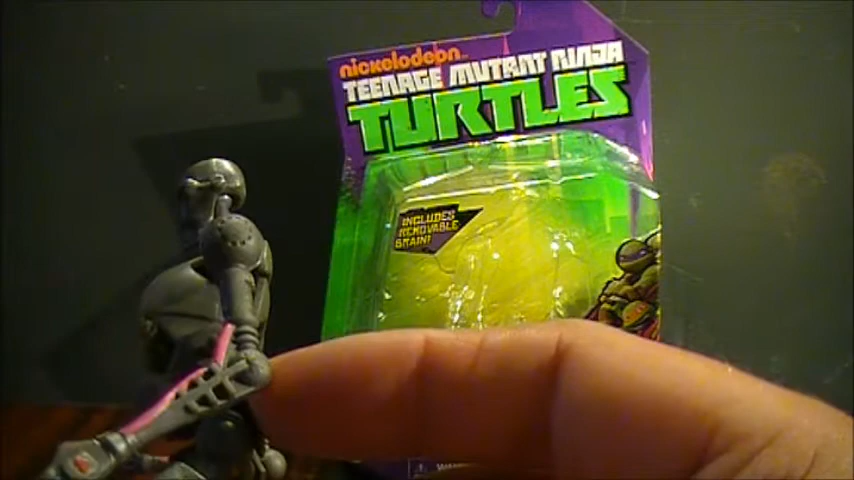 nickelodeon
TEENAGE MUTANT NINJA
TURTLES
INCLUDES
REMOVABLE
BRAIN!